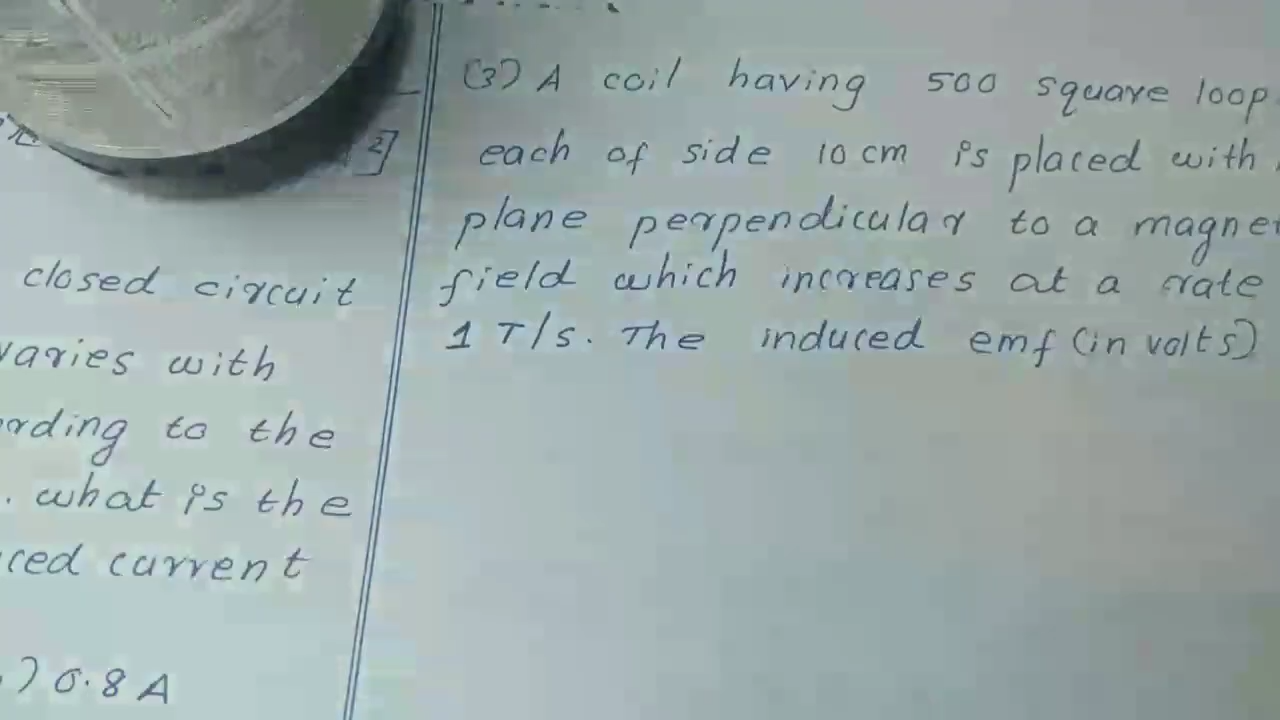 2]
closed circuit
varies with
ording to the
. what is the
ced current
) 0.8 A
(3) A coil having 500 square loop
each of side 10 cm is placed with
plane perpendicular to a magne
field which increases at a rate
1 T/s. The induced emf (in volts)